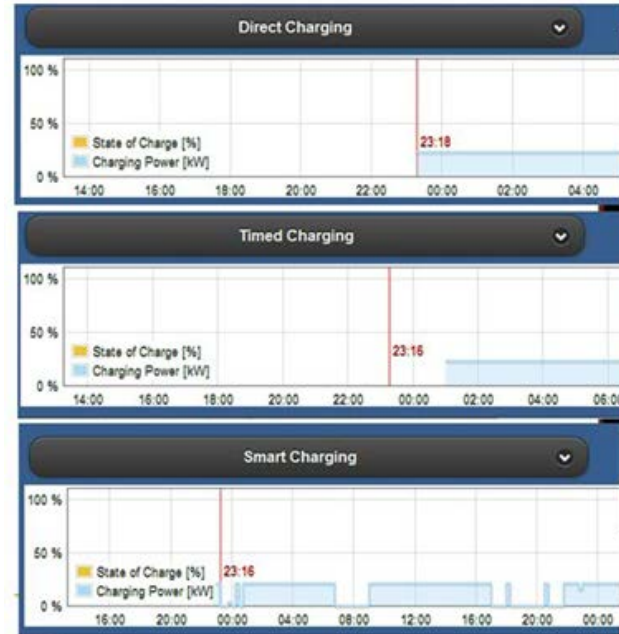 Direct Charging
100 %
50 %
0 %
State of Charge [%]
Charging Power [kW]
23:18
14:00 16:00 18:00 20:00 22:00 00:00 02:00 04:00
Timed Charging
100 %
50 %
0 %
State of Charge [%]
Charging Power [kW]
23:16
14:00 16:00 18:00 20:00 22:00 00:00 02:00 04:00 06:00
Smart Charging
100 %
50 %
0 %
State of Charge [%]
Charging Power [kW]
23:16
16:00 20:00 00:00 04:00 08:00 12:00 16:00 20:00 00:00